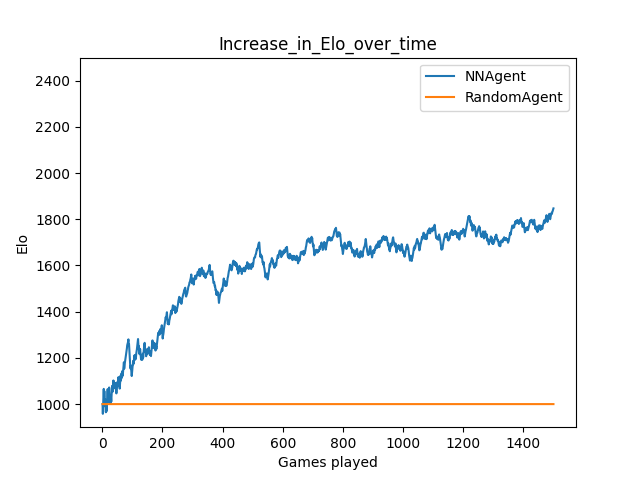 Increase_in_Elo_over_time
NNAgent
RandomAgent
Elo
2400
2200
2000
1800
1600
1400
1200
1000
0 200 400 600 800 1000 1200 1400
Games played